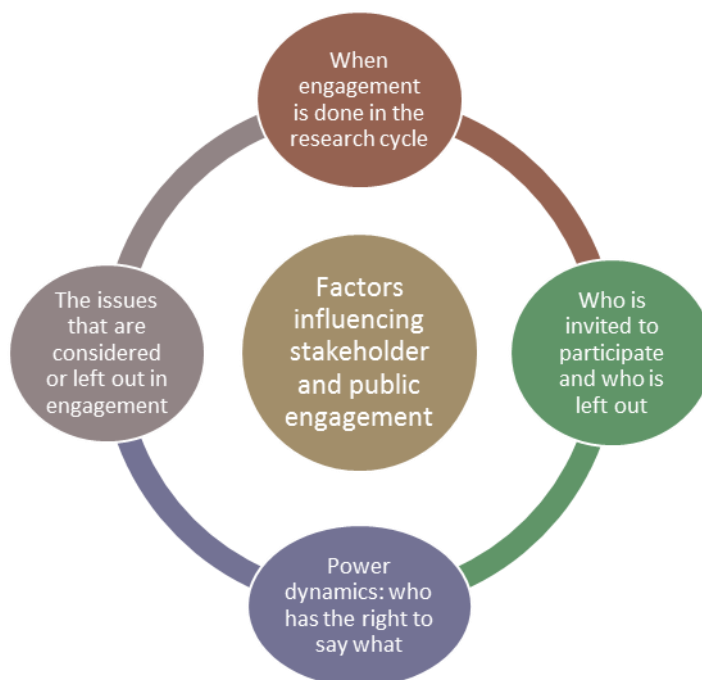 When
engagement
is done in the
research cycle
Factors
influencing
stakeholder
and public
engagement
The issues
that are
considered
or left out in
engagement
Who is
invited to
participate
and who is
left out
Power
dynamics: who
has the right to
say what